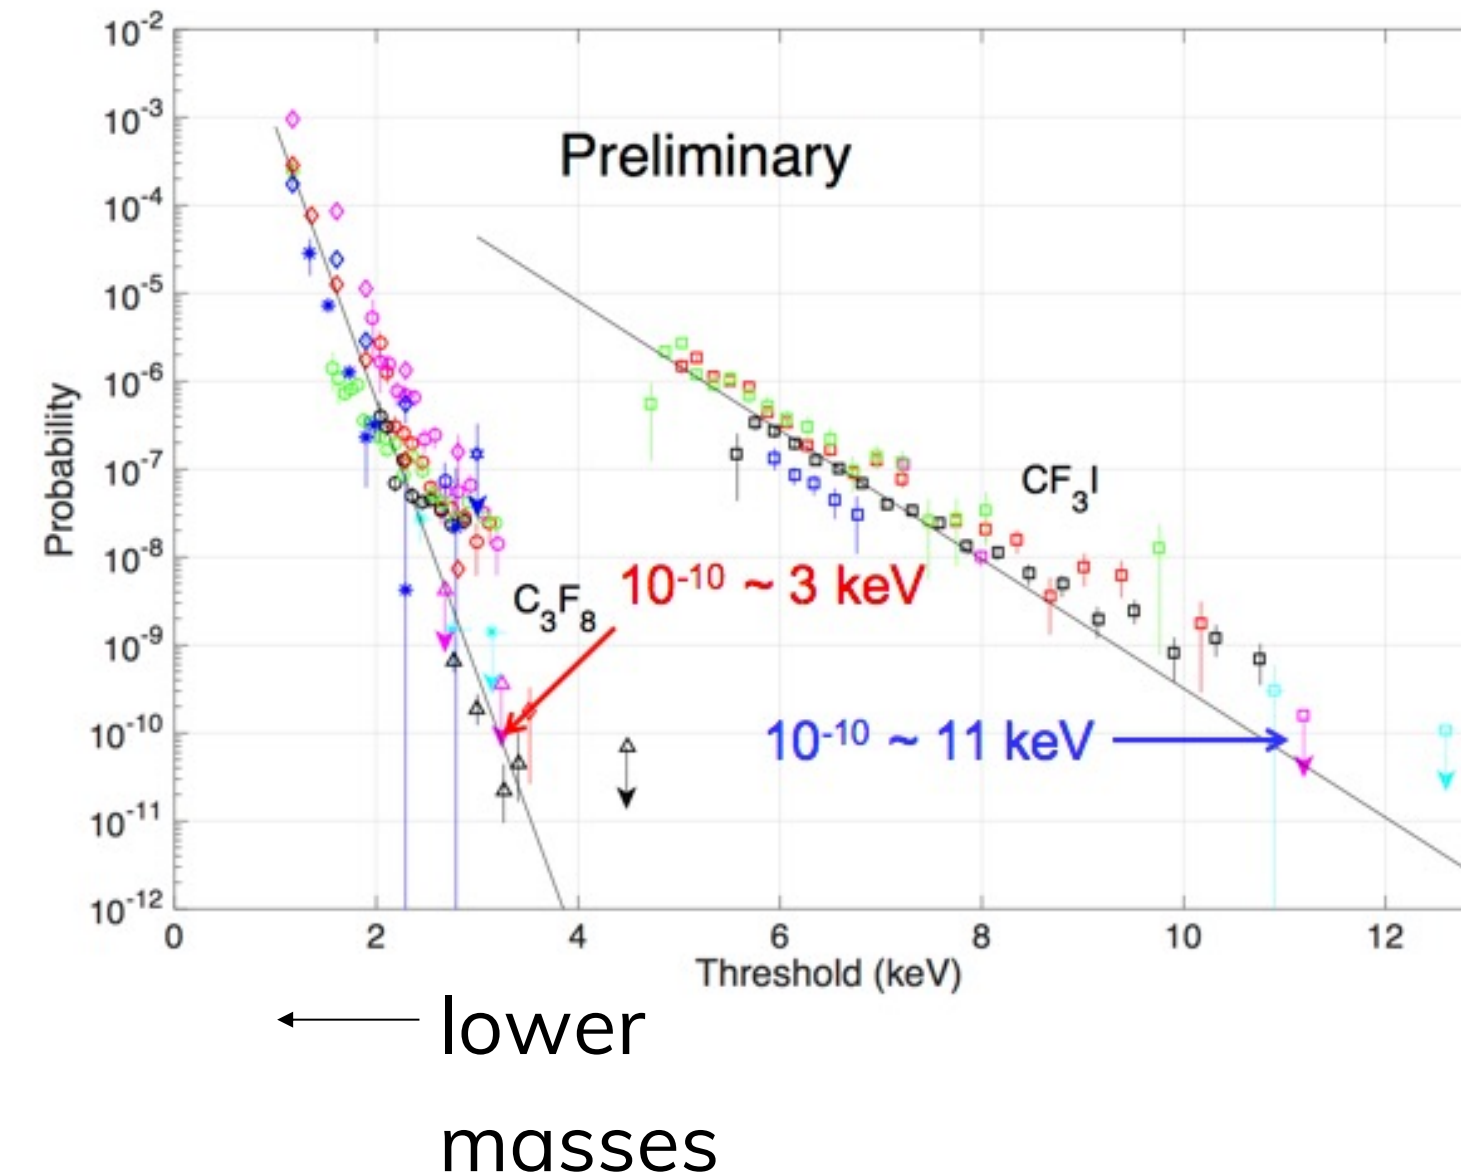 10⁻²
10⁻³
10⁻⁴
10⁻⁵
10⁻⁶
10⁻⁷
10⁻⁸
10⁻⁹
10⁻¹⁰
10⁻¹¹
10⁻¹²
Probability
Preliminary
CF₃I
C₃F₈
10⁻¹⁰ ~ 3 keV
10⁻¹⁰ ~ 11 keV
0 2 4 6 8 10 12
Threshold (keV)
lower
masses